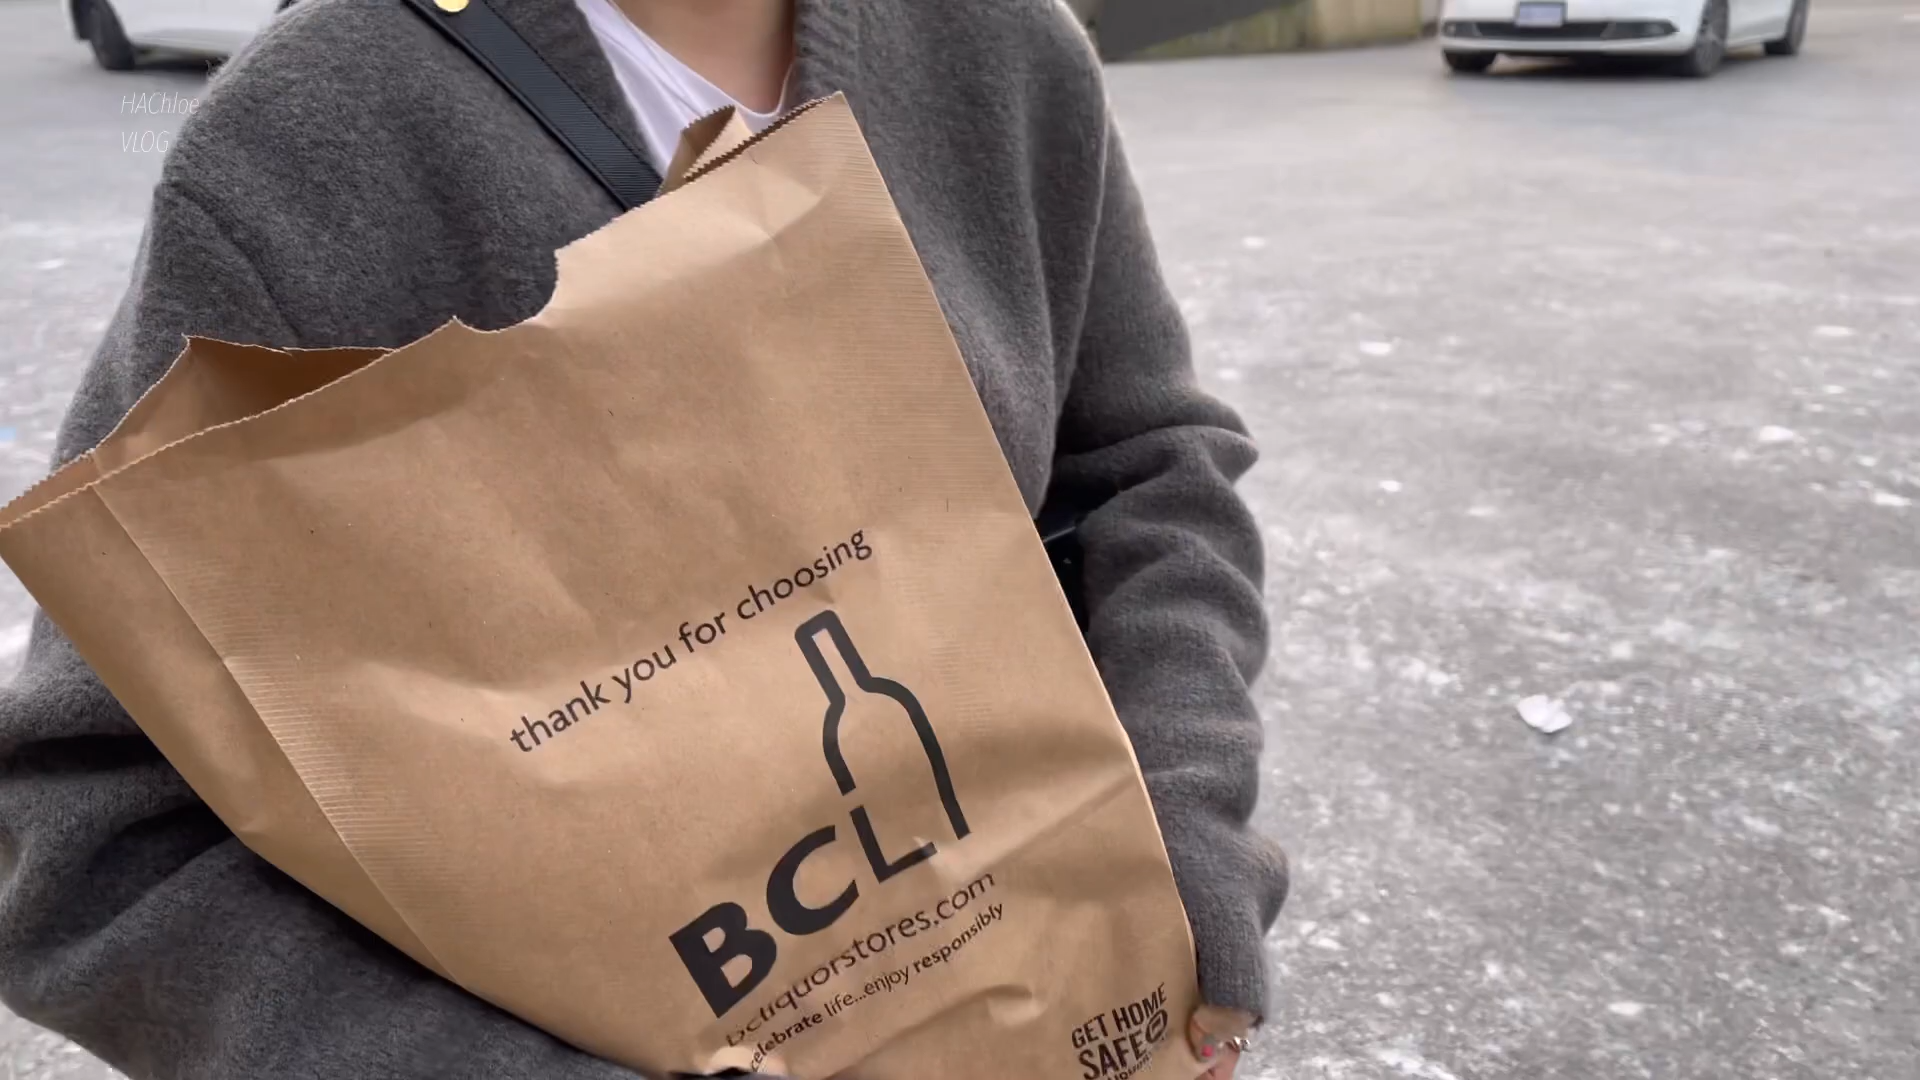 HAChloe
VLOG
thank you for choosing
BCL
bcliquorstores.com
celebrate life...enjoy responsibly
GET HOME
SAFE